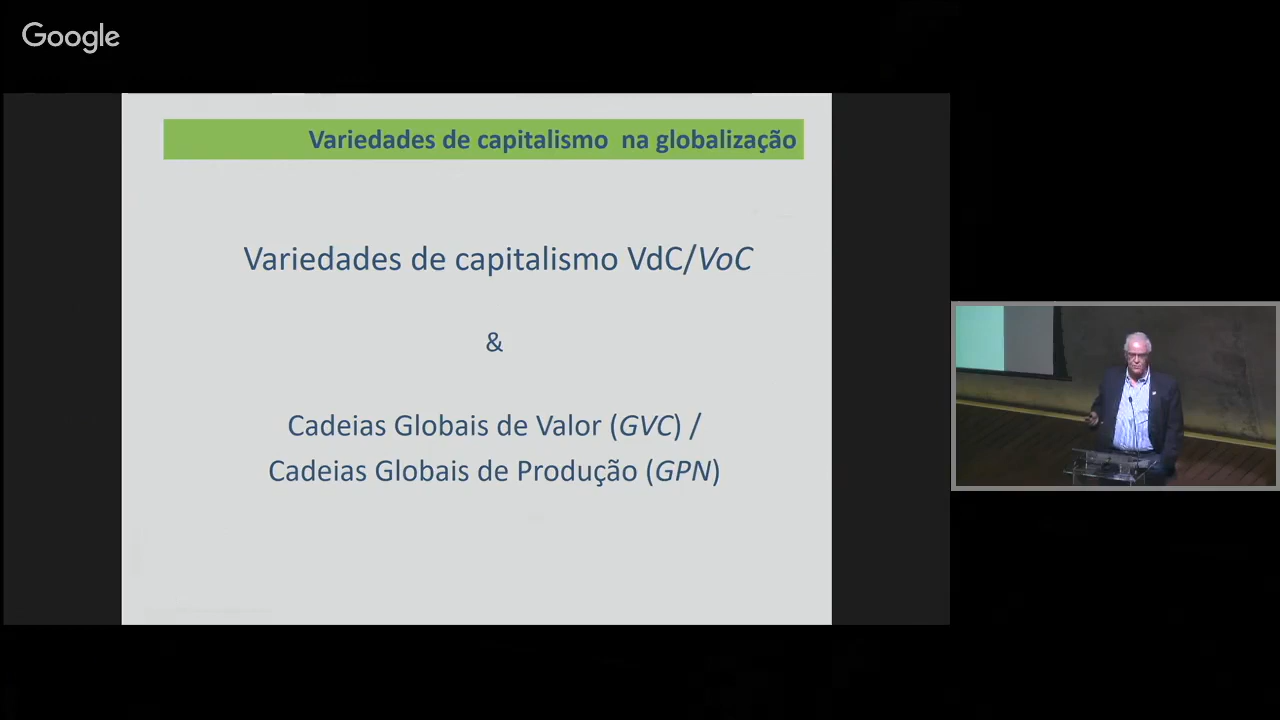 Google
Variedades de capitalismo na globalização
Variedades de capitalismo VdC/VoC
&
Cadeias Globais de Valor (GVC) /
Cadeias Globais de Produção (GPN)